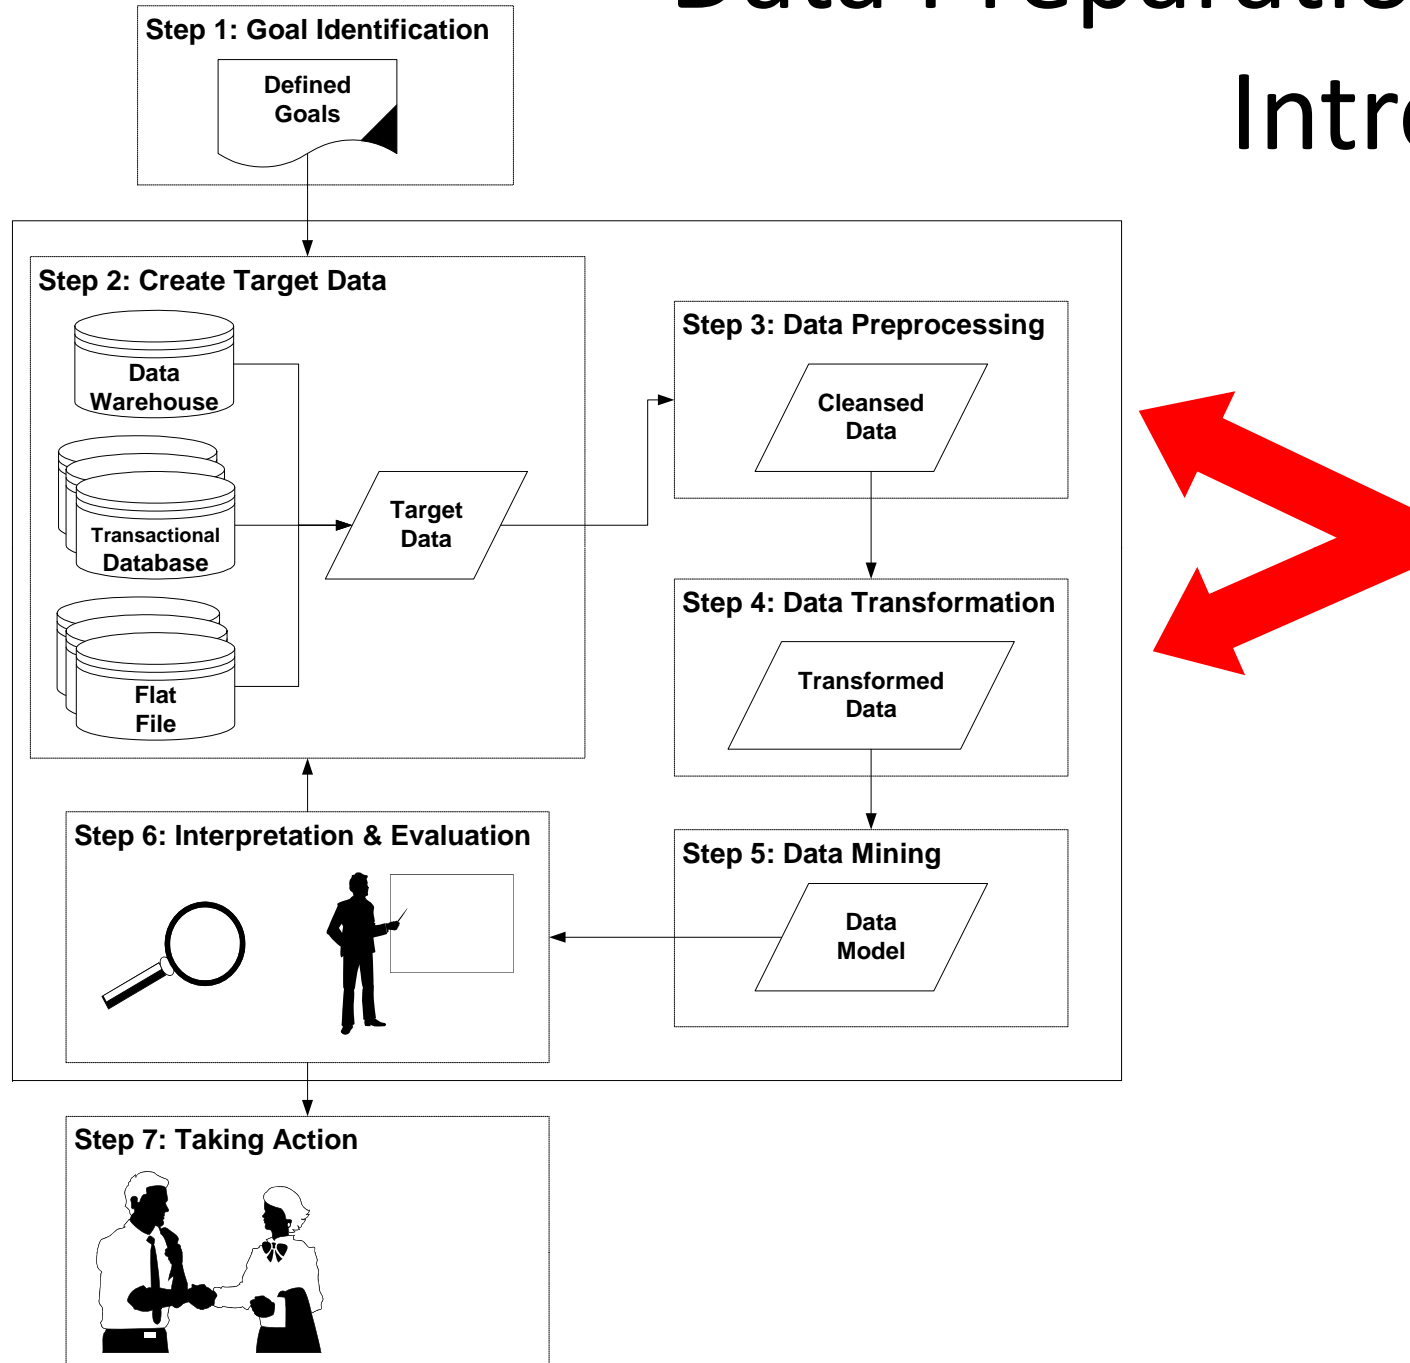 Data Preparatio
Intr
Step 1: Goal Identification
Defined
Goals
Step 2: Create Target Data
Data
Warehouse
Transactional
Database
Flat
File
Target
Data
Step 3: Data Preprocessing
Cleansed
Data
Step 4: Data Transformation
Transformed
Data
Step 5: Data Mining
Data
Model
Step 6: Interpretation & Evaluation
Step 7: Taking Action